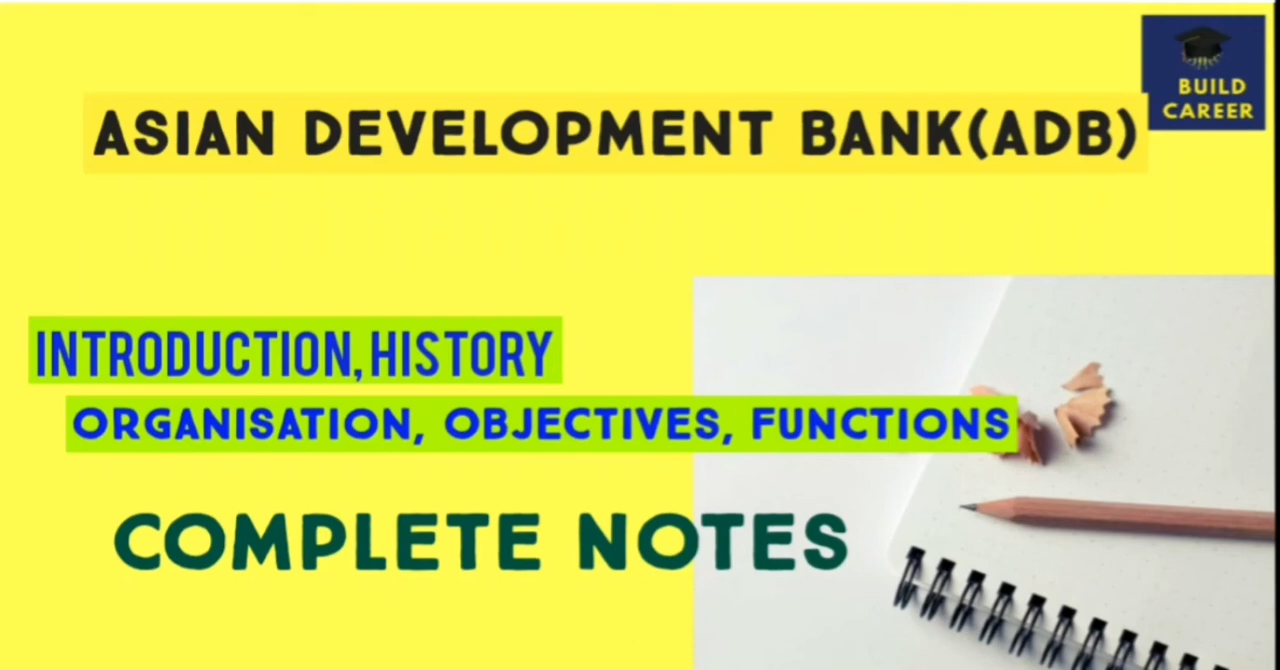 BUILD
CAREER
ASIAN DEVELOPMENT BANK(ADB)
INTRODUCTION, HISTORY
ORGANISATION, OBJECTIVES, FUNCTIONS
COMPLETE NOTES